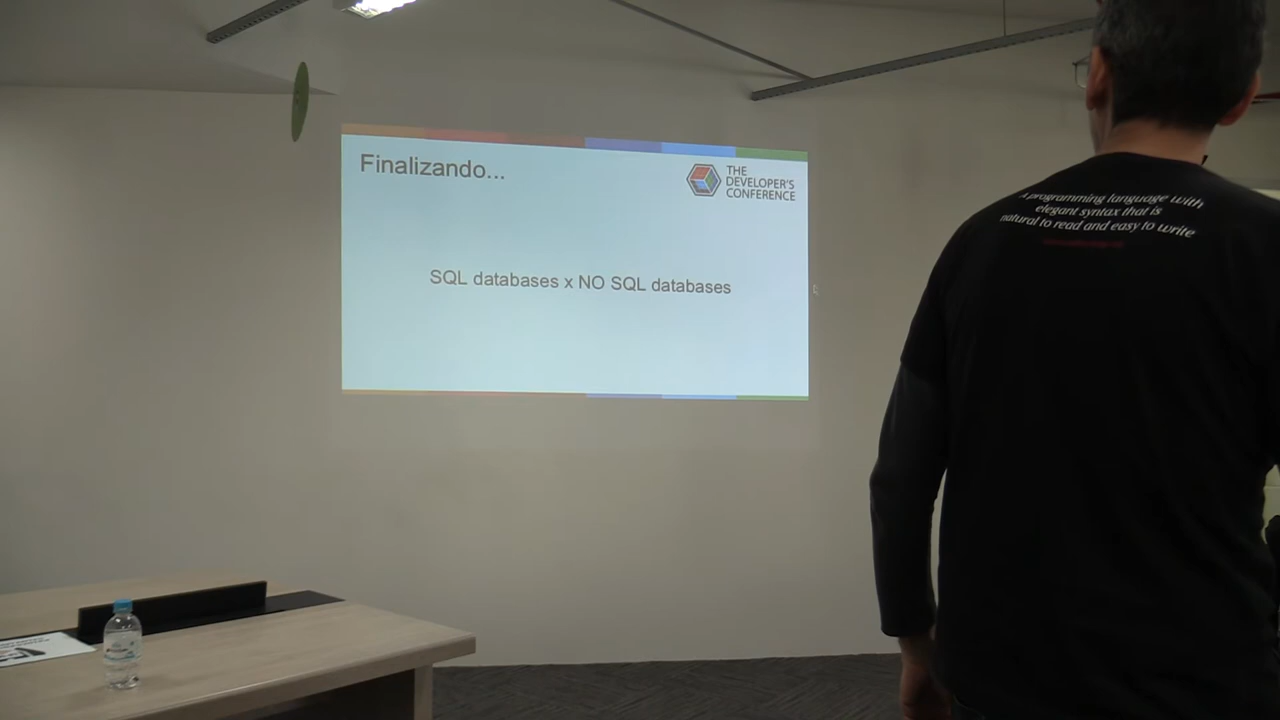 Finalizando...
THE
DEVELOPER'S
CONFERENCE
SQL databases x NO SQL databases
A programming language with
elegant syntax that is
natural to read and easy to write